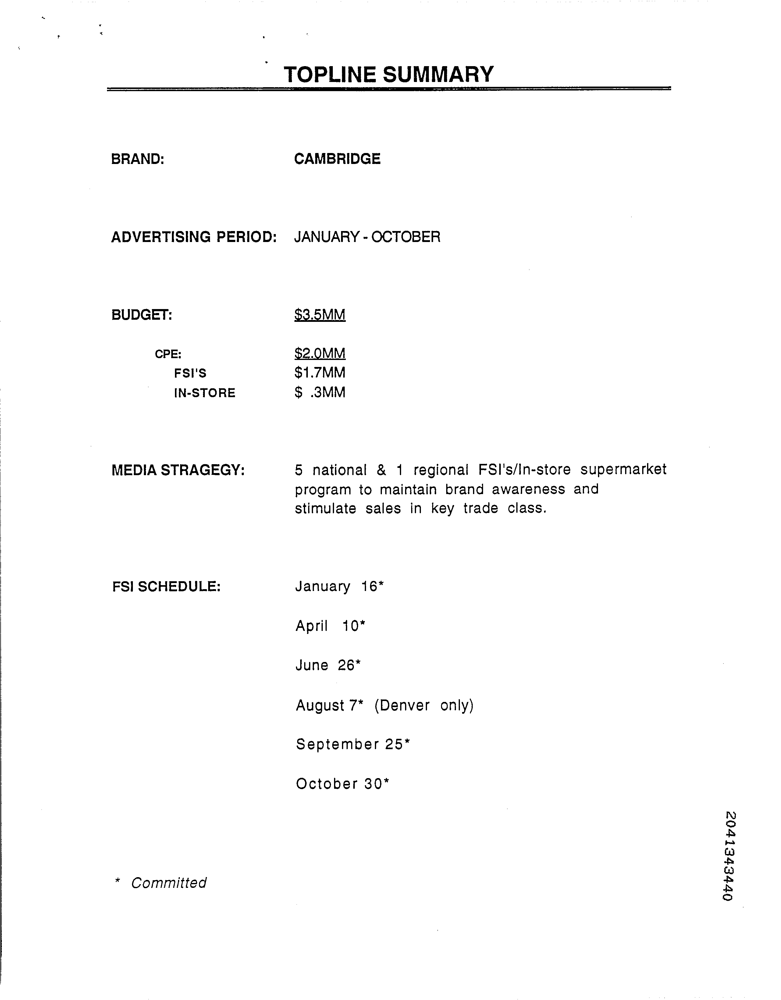 TOPLINE SUMMARY
BRAND: CAMBRIDGE
ADVERTISING PERIOD: JANUARY - OCTOBER
BUDGET: $3.5MM
CPE: $2.0MM
FSI'S $1.7MM
IN-STORE $ .3MM
MEDIA STRAGEGY: 5 national & 1 regional FSI's/In-store supermarket
program to maintain brand awareness and
stimulate sales in key trade class.
FSI SCHEDULE: January 16*
April 10*
June 26*
August 7* (Denver only)
September 25*
October 30*
* Committed
2041343440